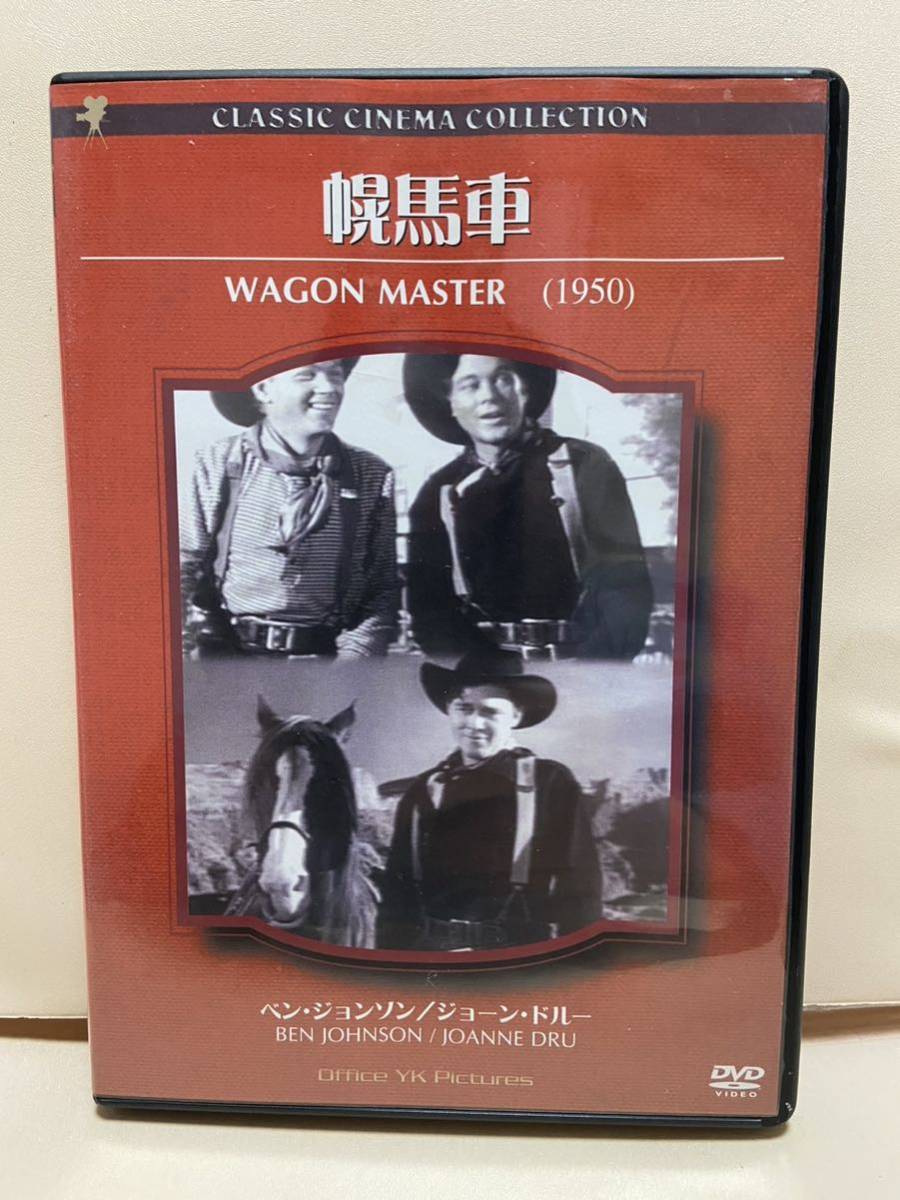 CLASSIC CINEMA COLLECTION
幌馬車
WAGON MASTER (1950)
ベン・ジョンソン/ジョーン・ドルー
BEN JOHNSON / JOANNE DRU
Office YK Pictures
DVD
VIDEO